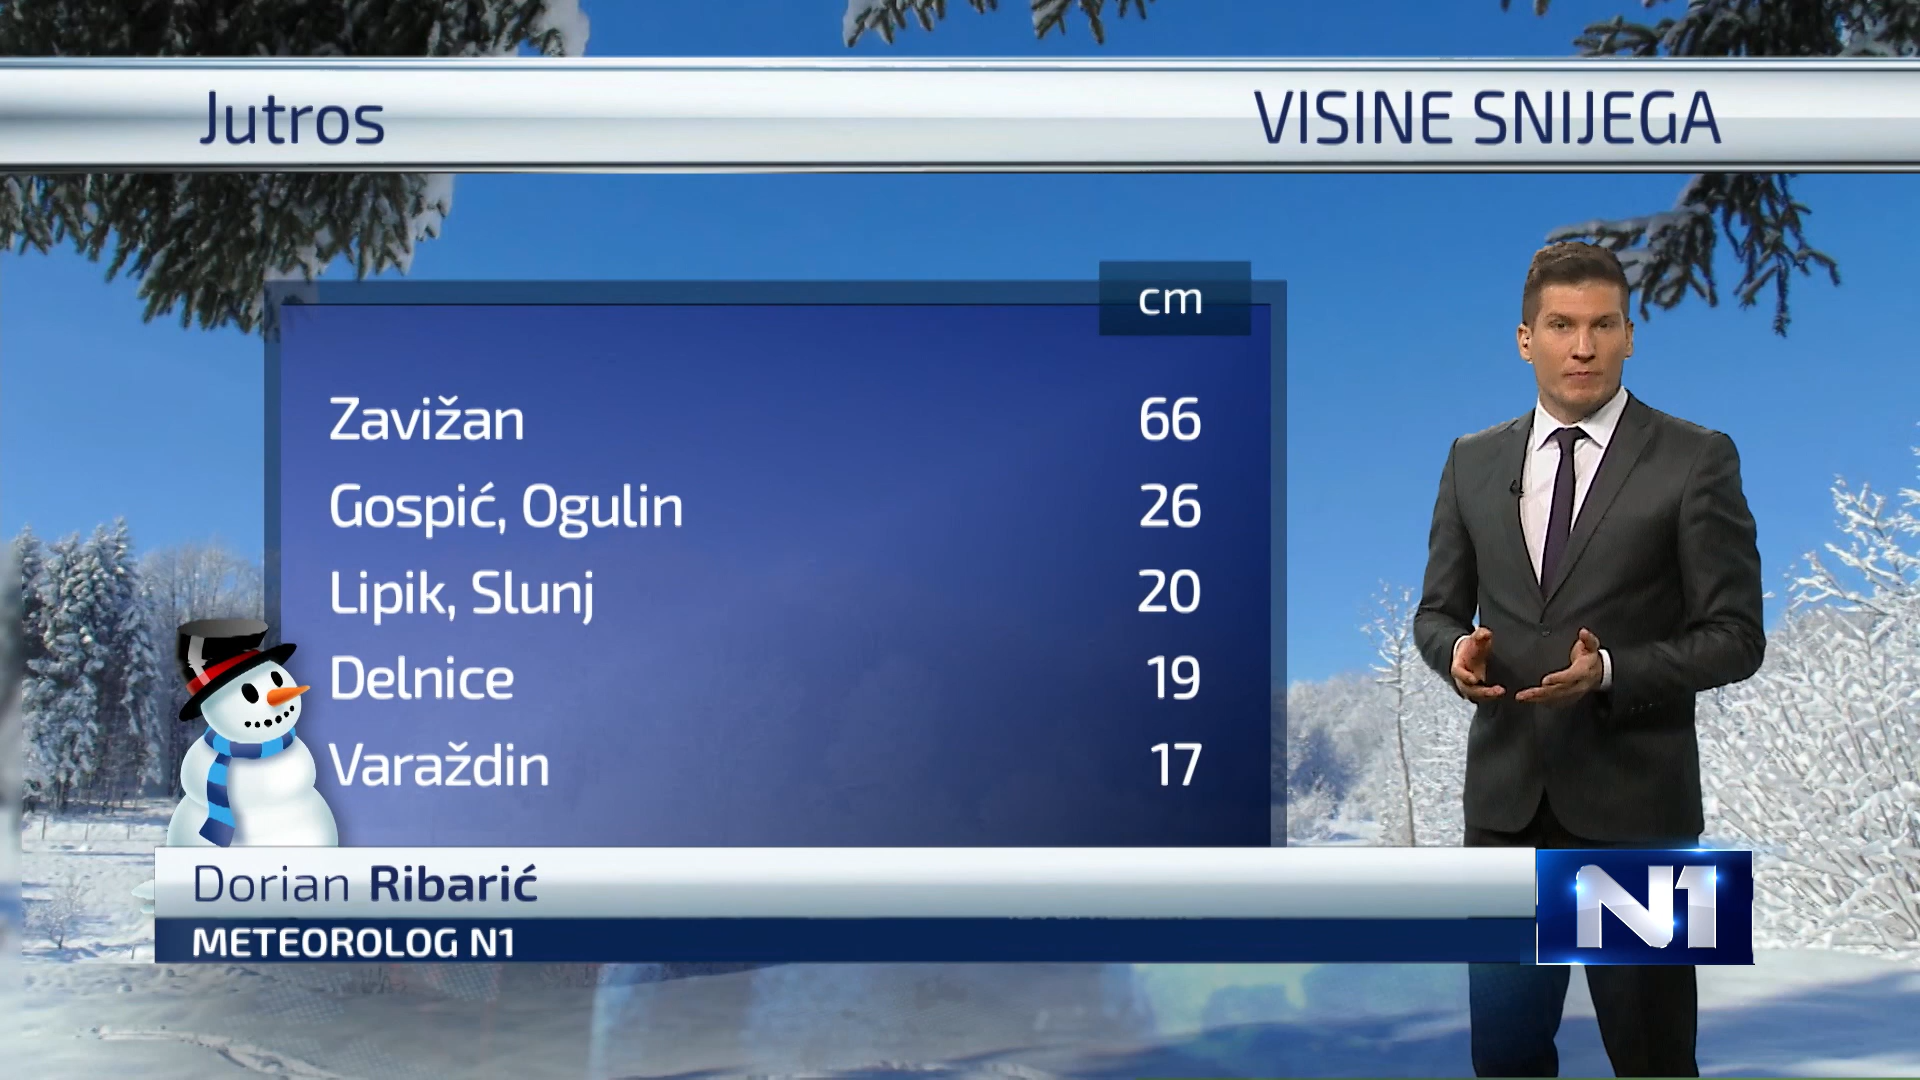 Jutros
VISINE SNIJEGA
cm
Zavižan 66
Gospić, Ogulin 26
Lipik, Slunj 20
Delnice 19
Varaždin 17
Dorian Ribarić
METEOROLOG N1
N1